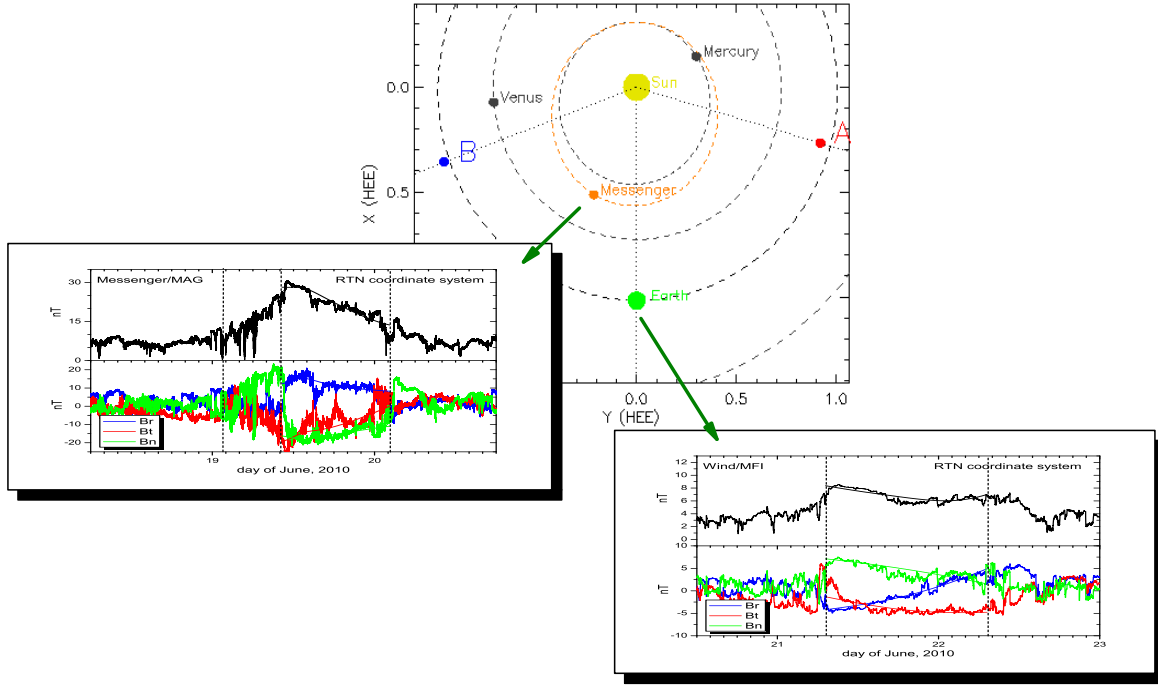 Mercury
Sun
0.0
Venus
A
B
X (HEE)
0.5
Messenger
Earth
0.0
0.5
1.0
Y (HEE)
Messenger/MAG
RTN coordinate system
30
15
0
nT
20
10
0
-10
-20
nT
Br
Bt
Bn
19
20
day of June, 2010
Wind/MFI
RTN coordinate system
12
10
8
6
4
2
0
nT
10
5
0
-5
-10
nT
Br
Bt
Bn
21
22
23
day of June, 2010